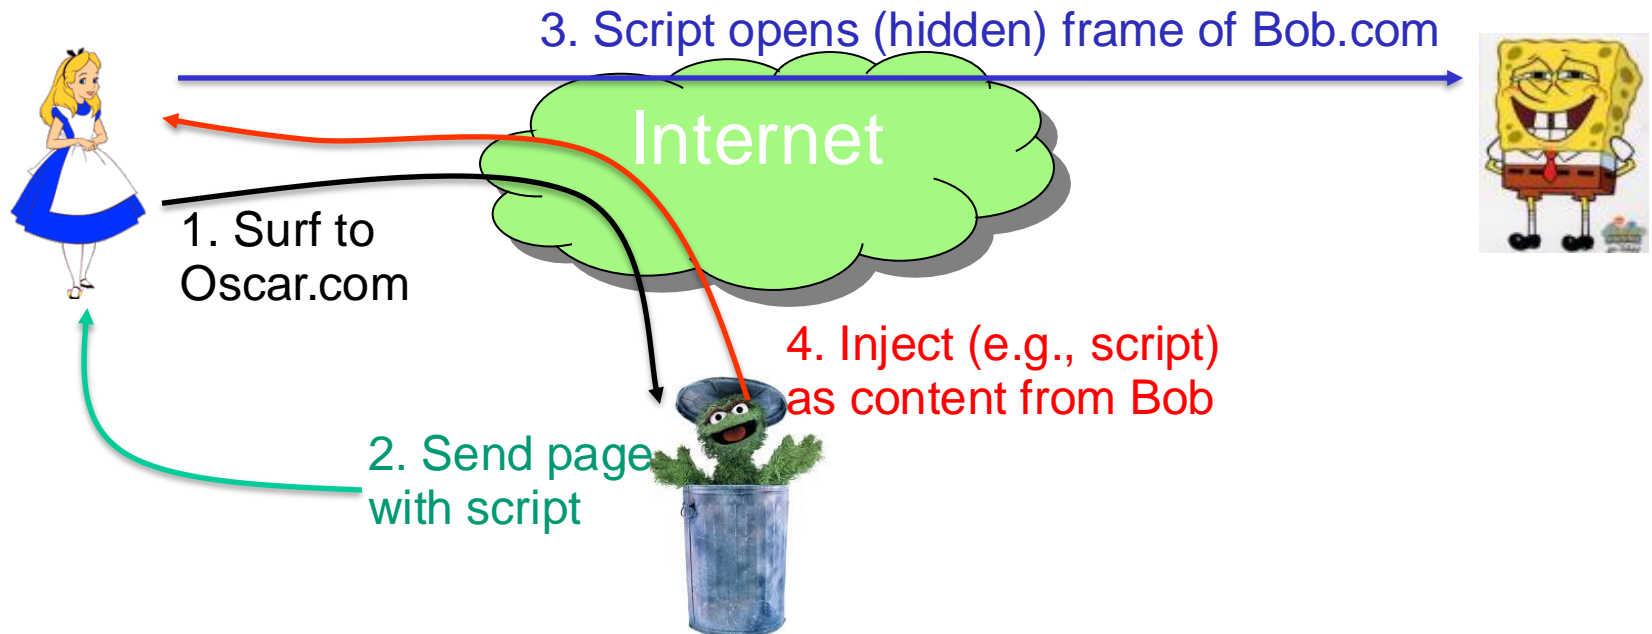 3. Script opens (hidden) frame of Bob.com
Internet
1. Surf to
Oscar.com
4. Inject (e.g., script)
as content from Bob
2. Send page
with script